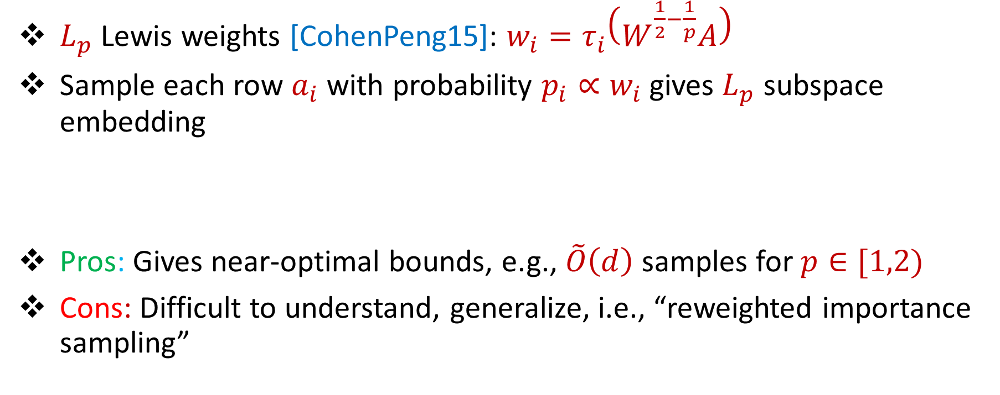 ❖ $L_p$ Lewis weights [CohenPeng15]: $w_i = \tau_i\left(W^{\frac{1}{2}-\frac{1}{p}}A\right)$
❖ Sample each row $a_i$ with probability $p_i \propto w_i$ gives $L_p$ subspace
embedding
❖ Pros: Gives near-optimal bounds, e.g., $\tilde{O}(d)$ samples for $p \in [1,2)$
❖ Cons: Difficult to understand, generalize, i.e., “reweighted importance
sampling”